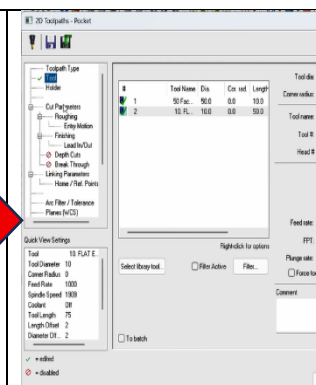 2D Toolpaths - Pocket
Toolpath Type
Tool
Holder
Cut Parameters
Roughing
Entry Motion
Finishing
Lead In/Out
Depth Cuts
Break Through
Linking Parameters
Home / Ref. Points
Arc Filter / Tolerance
Planes (WCS)
Quick View Settings
Tool 10. FLAT E...
Tool Diameter 10
Corner Radius 0
Feed Rate 1000
Spindle Speed 1909
Coolant Off
Tool Length 75
Length Offset 2
Diameter Off... 2
= edited
= disabled
# Tool Name Dia. Cor. rad. Length
1 50 Fac... 50.0 0.0 10.0
2 10. FL... 10.0 0.0 50.0
Right-click for options
Select library tool... Filter Active Filter...
To batch
Tool dia
Corner radius:
Tool name:
Tool #:
Head #
Feed rate:
FPT:
Plunge rate:
Force to
Comment